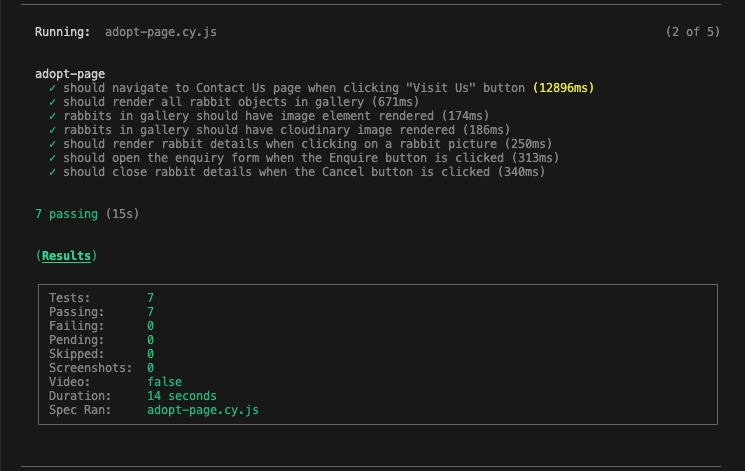 Running: adopt-page.cy.js (2 of 5)
adopt-page
✓ should navigate to Contact Us page when clicking "Visit Us" button (12896ms)
✓ should render all rabbit objects in gallery (671ms)
✓ rabbits in gallery should have image element rendered (174ms)
✓ rabbits in gallery should have cloudinary image rendered (186ms)
✓ should render rabbit details when clicking on a rabbit picture (250ms)
✓ should open the enquiry form when the Enquire button is clicked (313ms)
✓ should close rabbit details when the Cancel button is clicked (340ms)
7 passing (15s)
(Results)
Tests: 7
Passing: 7
Failing: 0
Pending: 0
Skipped: 0
Screenshots: 0
Video: false
Duration: 14 seconds
Spec Ran: adopt-page.cy.js